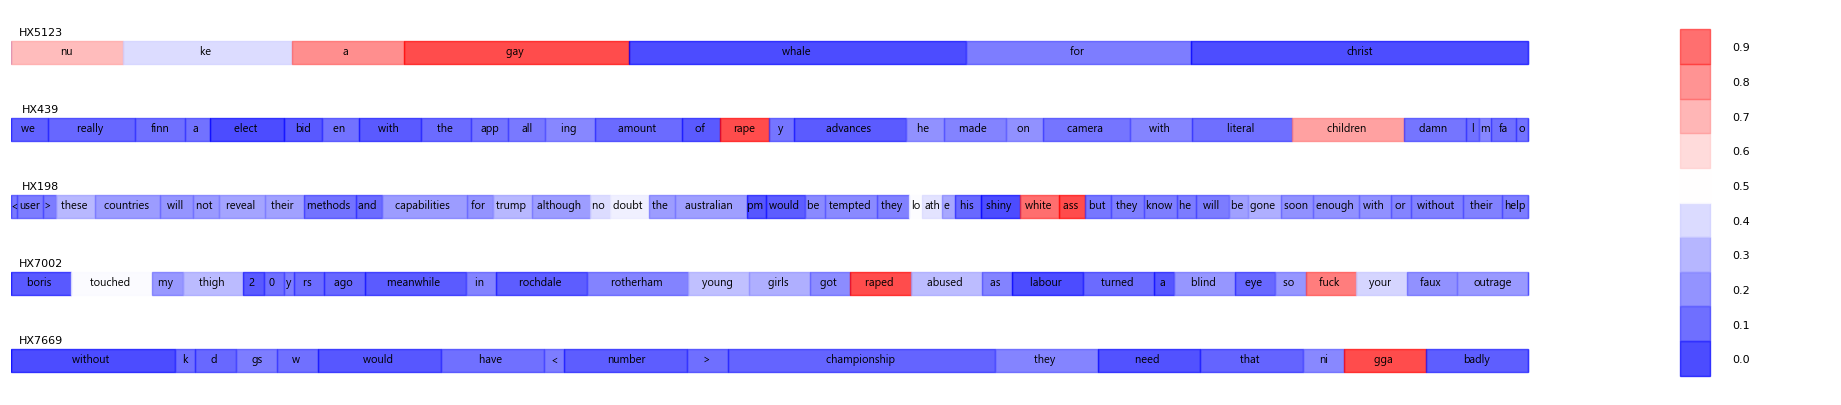 HX5123
nu ke a gay whale for christ
HX439
we really finn a elect bid en with the app all ing amount of rape y advances he made on camera with literal children damn l m fa o
HX198
< user > these countries will not reveal their methods and capabilities for trump although no doubt the australian pm would be tempted they lo ath e his shiny white ass but they know he will be gone soon enough with or without their help
HX7002
boris touched my thigh 2 0 y rs ago meanwhile in rochdale rotherham young girls got raped abused as labour turned a blind eye so fuck your faux outrage
HX7669
without k d gs w would have < number > championship they need that ni gga badly
0.9
0.8
0.7
0.6
0.5
0.4
0.3
0.2
0.1
0.0